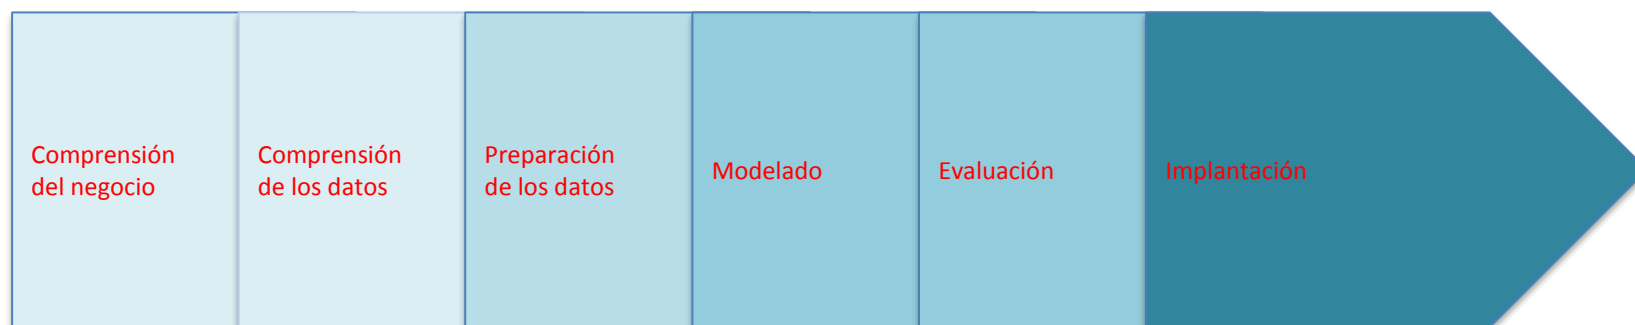 Comprensión
del negocio
Comprensión
de los datos
Preparación
de los datos
Modelado
Evaluación
Implantación